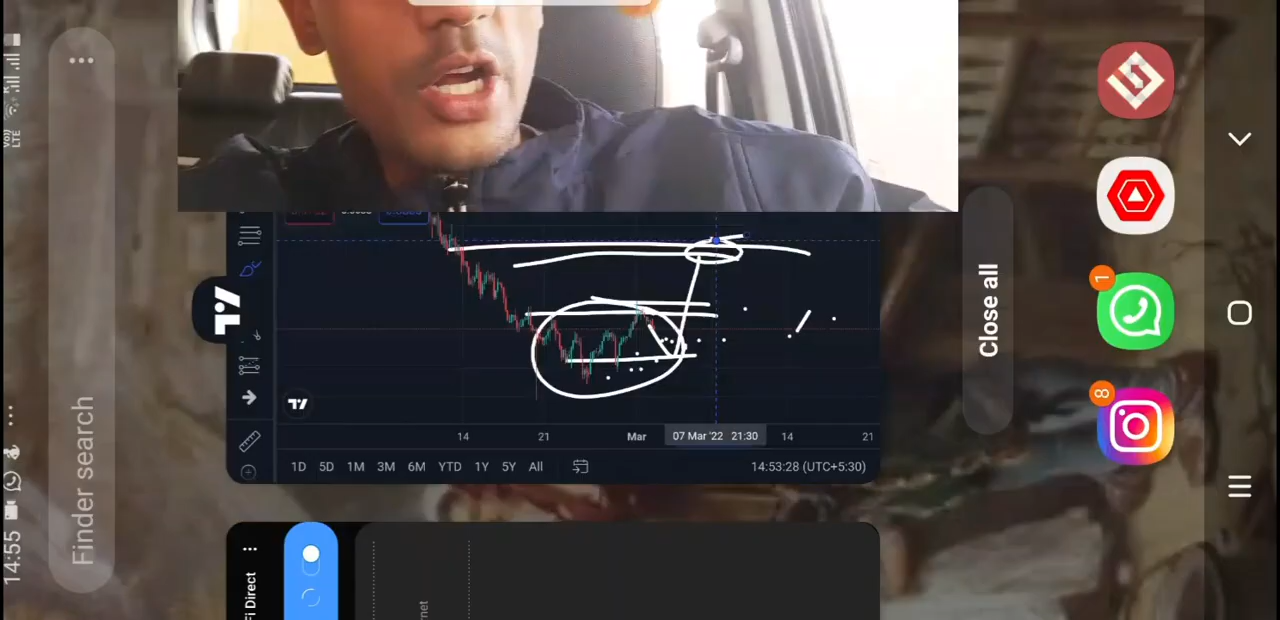 14:55
LTE
Finder search
14
21
Mar
07 Mar '22 21:30
14
21
1D 5D 1M 3M 6M YTD 1Y 5Y All
14:53:28 (UTC+5:30)
Close all
1
8
Fi Direct